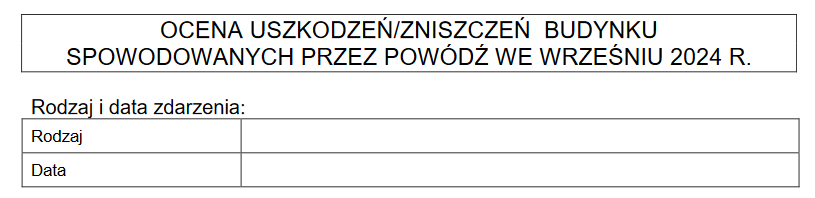 OCENA USZKODZEŃ/ZNISZCZEŃ  BUDYNKU
SPOWODOWANYCH PRZEZ POWÓDŹ WE WRZEŚNIU 2024 R.
Rodzaj i data zdarzenia:
Rodzaj
Data